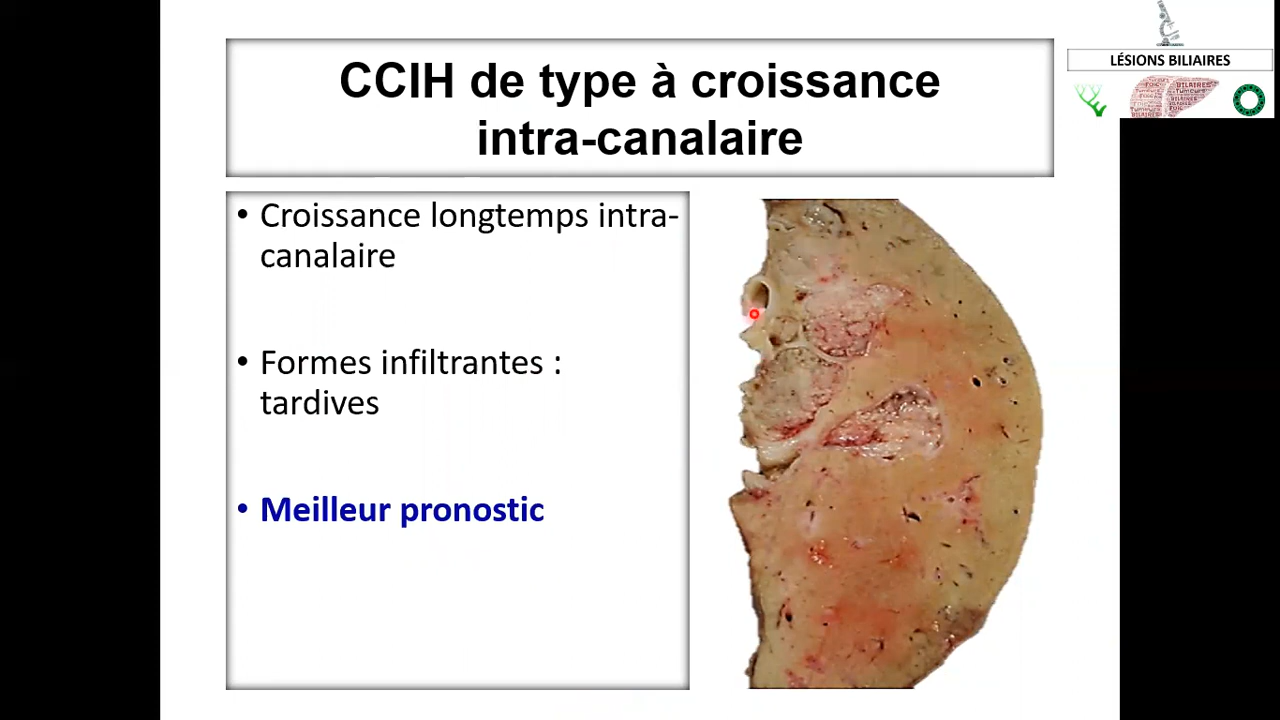 CCIH de type à croissance
intra-canalaire
LÉSIONS BILIAIRES
• Croissance longtemps intra-
canalaire
• Formes infiltrantes :
tardives
• Meilleur pronostic